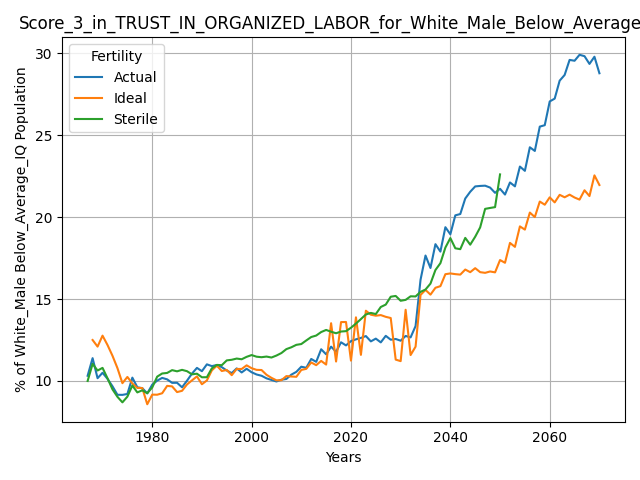 Score_3_in_TRUST_IN_ORGANIZED_LABOR_for_White_Male_Below_Average
Fertility
Actual
Ideal
Sterile
% of White_Male Below_Average_IQ Population
30
25
20
15
10
1980
2000
2020
2040
2060
Years